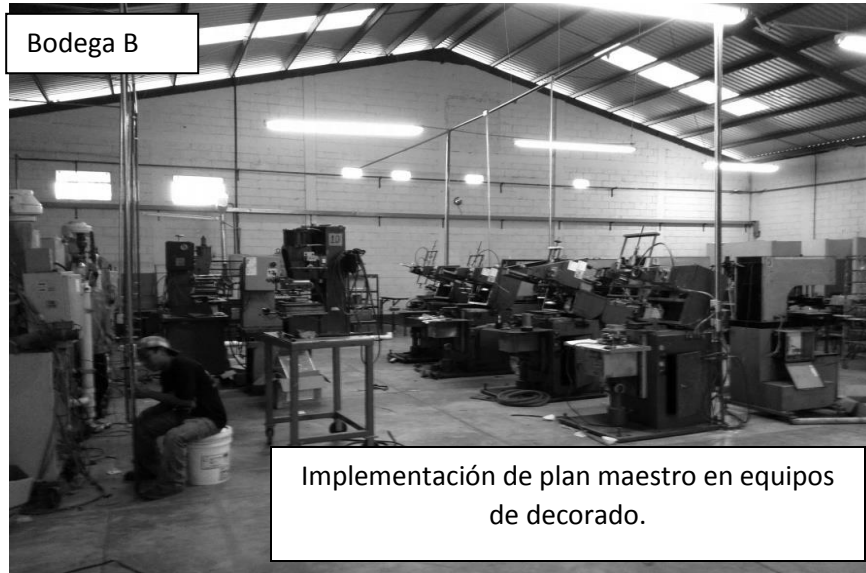 Bodega B
Implementación de plan maestro en equipos
de decorado.